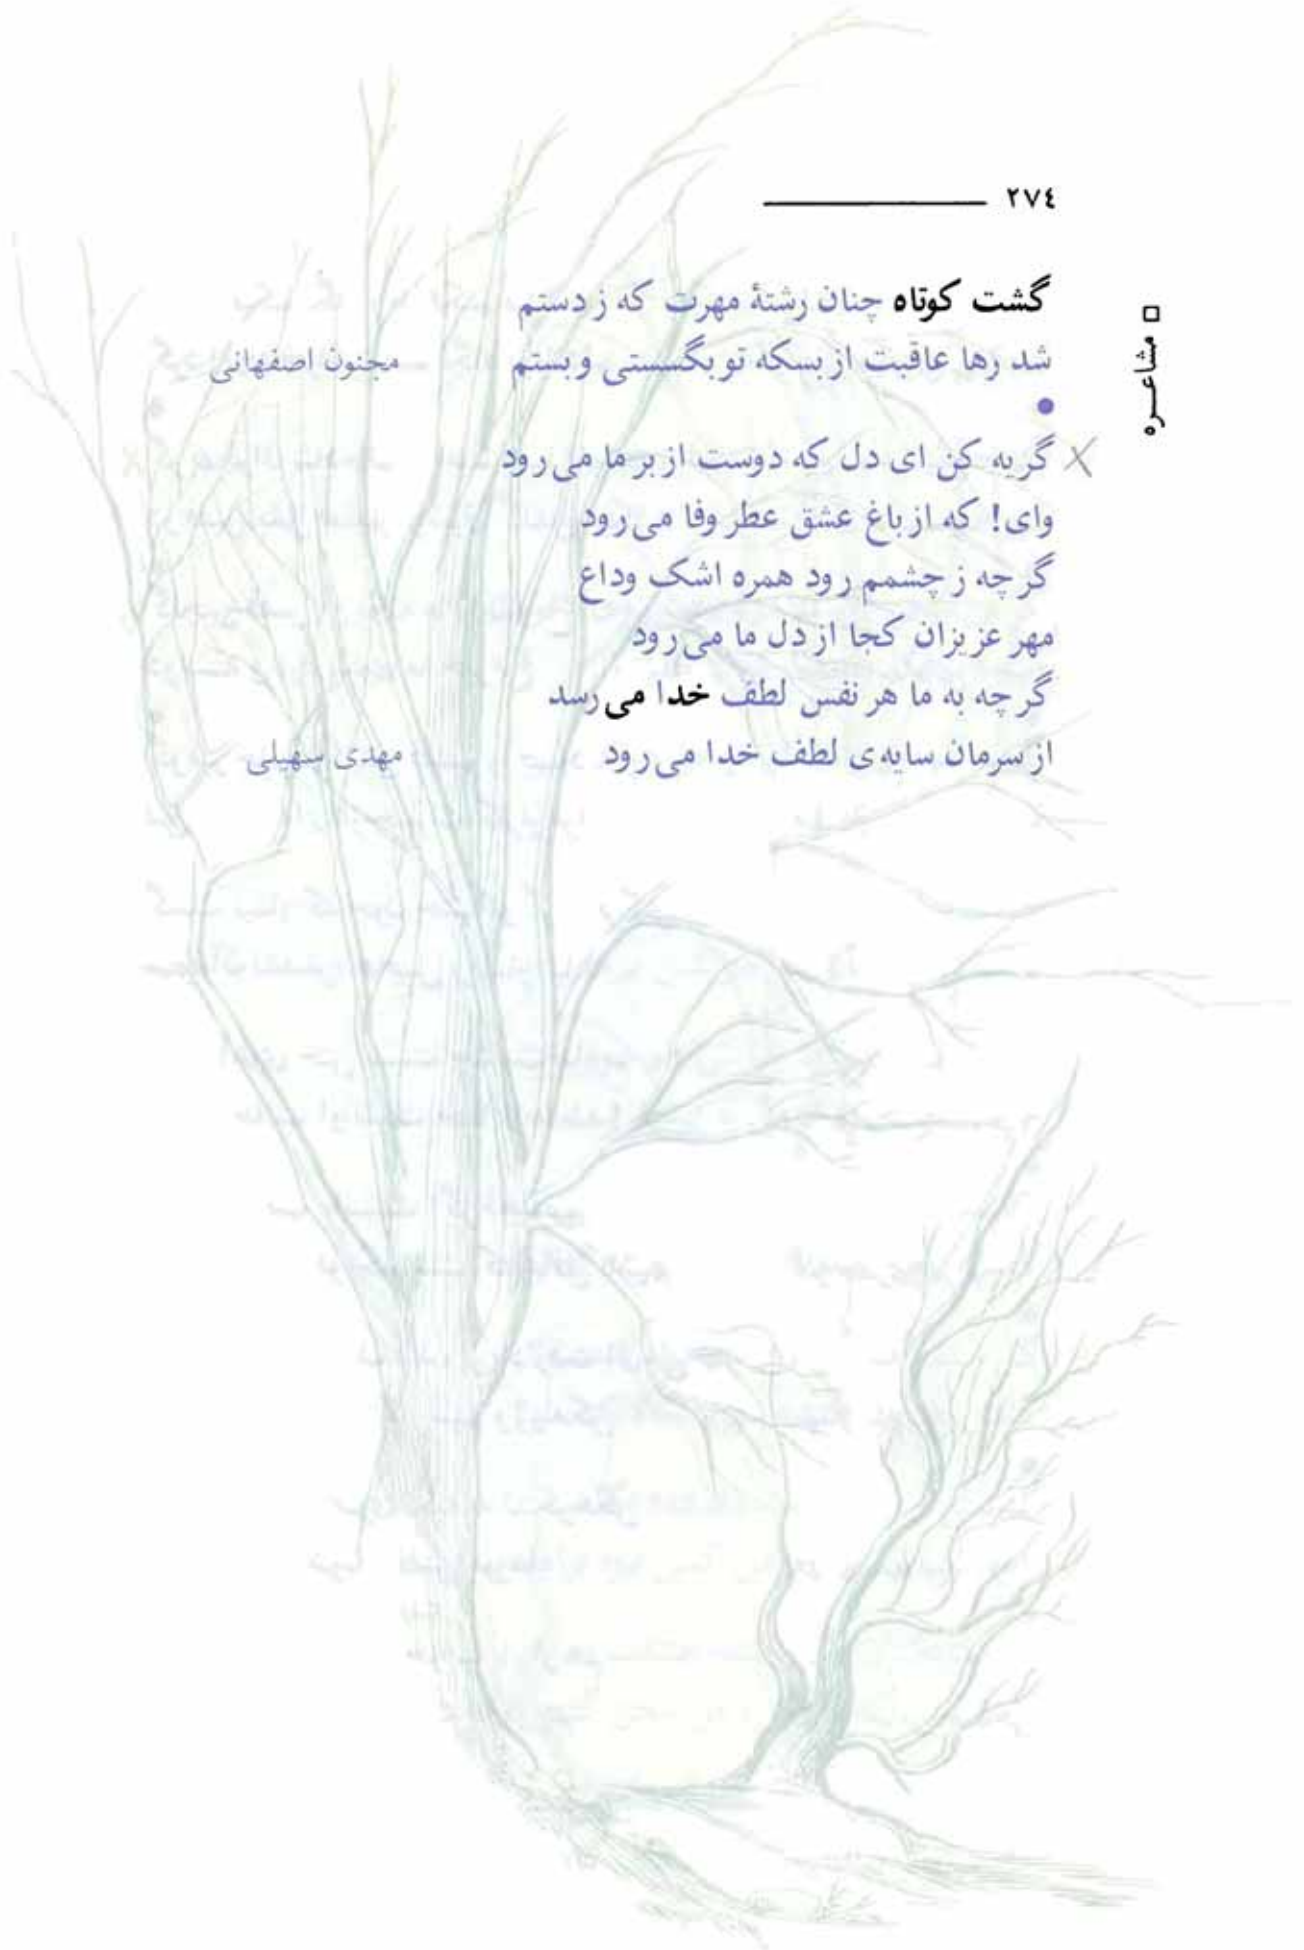 ٢٧٤
□ مشاعــره
گشت کوتاه چنان رشتهٔ مهرت که ز دستم
شد رها عاقبت از بسکه تو بگسستی و بستم
مجنون اصفهانی
●
گریه کن ای دل که دوست از بر ما می رود
وای! که از باغ عشق عطر وفا می رود
گرچه ز چشمم رود همره اشک وداع
مهر عزیزان کجا از دل ما می رود
گرچه به ما هر نفس لطف خدا می رسد
از سرمان سایه ی لطف خدا می رود
مهدی سهیلی